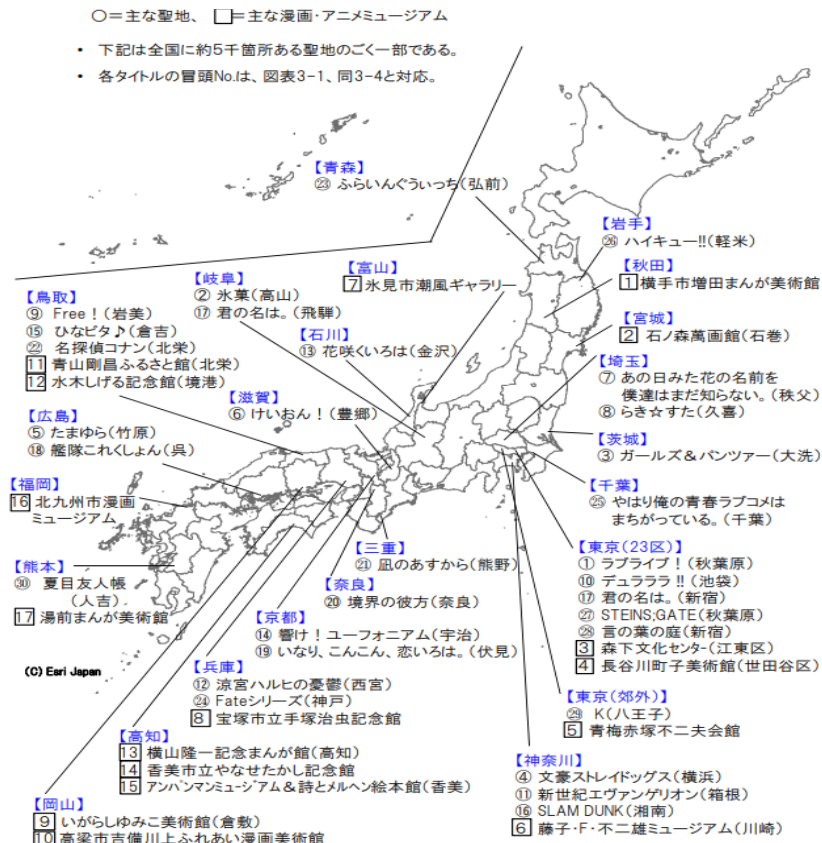 ○=主な聖地、 □=主な漫画・アニメミュージアム
• 下記は全国に約5千箇所ある聖地のごく一部である。
• 各タイトルの冒頭No.は、図表3-1、同3-4と対応。
【青森】
㉓ ふらいんぐうぃっち(弘前)
【岩手】
㉖ ハイキュー!!(軽米)
【秋田】
1 横手市増田まんが美術館
【宮城】
2 石ノ森萬画館(石巻)
【埼玉】
⑦ あの日みた花の名前を
僕達はまだ知らない。(秩父)
⑧ らき☆すた(久喜)
【茨城】
③ ガールズ&パンツァー(大洗)
【千葉】
㉕ やはり俺の青春ラブコメは
まちがっている。(千葉)
【東京(23区)】
① ラブライブ!(秋葉原)
⑩ デュラララ!!(池袋)
⑰ 君の名は。(新宿)
㉗ STEINS;GATE(秋葉原)
㉘ 言の葉の庭(新宿)
3 森下文化センター(江東区)
4 長谷川町子美術館(世田谷区)
【東京(郊外)】
㉙ K(八王子)
5 青梅赤塚不二夫会館
【神奈川】
④ 文豪ストレイドッグス(横浜)
⑪ 新世紀エヴァンゲリオン(箱根)
⑯ SLAM DUNK(湘南)
6 藤子・F・不二雄ミュージアム(川崎)
【富山】
7 氷見市潮風ギャラリー
【岐阜】
② 氷菓(高山)
⑰ 君の名は。(飛騨)
【石川】
⑬ 花咲くいろは(金沢)
【滋賀】
⑥ けいおん!(豊郷)
【鳥取】
⑨ Free!(岩美)
⑮ ひなビタ♪(倉吉)
㉒ 名探偵コナン(北栄)
11 青山剛昌ふるさと館(北栄)
12 水木しげる記念館(境港)
【広島】
⑤ たまゆら(竹原)
⑱ 艦隊これくしょん(呉)
【福岡】
16 北九州市漫画
ミュージアム
【熊本】
㉚ 夏目友人帳
(人吉)
17 湯前まんが美術館
【三重】
㉑ 凪のあすから(熊野)
【奈良】
⑳ 境界の彼方(奈良)
【京都】
⑭ 響け!ユーフォニアム(宇治)
⑲ いなり、こんこん、恋いろは。(伏見)
【兵庫】
⑫ 涼宮ハルヒの憂鬱(西宮)
㉔ Fateシリーズ(神戸)
8 宝塚市立手塚治虫記念館
【高知】
13 横山隆一記念まんが館(高知)
14 香美市立やなせたかし記念館
15 アンパンマンミュージアム&詩とメルヘン絵本館(香美)
【岡山】
9 いがらしゆみこ美術館(倉敷)
10 高梁市吉備川上ふれあい漫画美術館
(C) Esri Japan